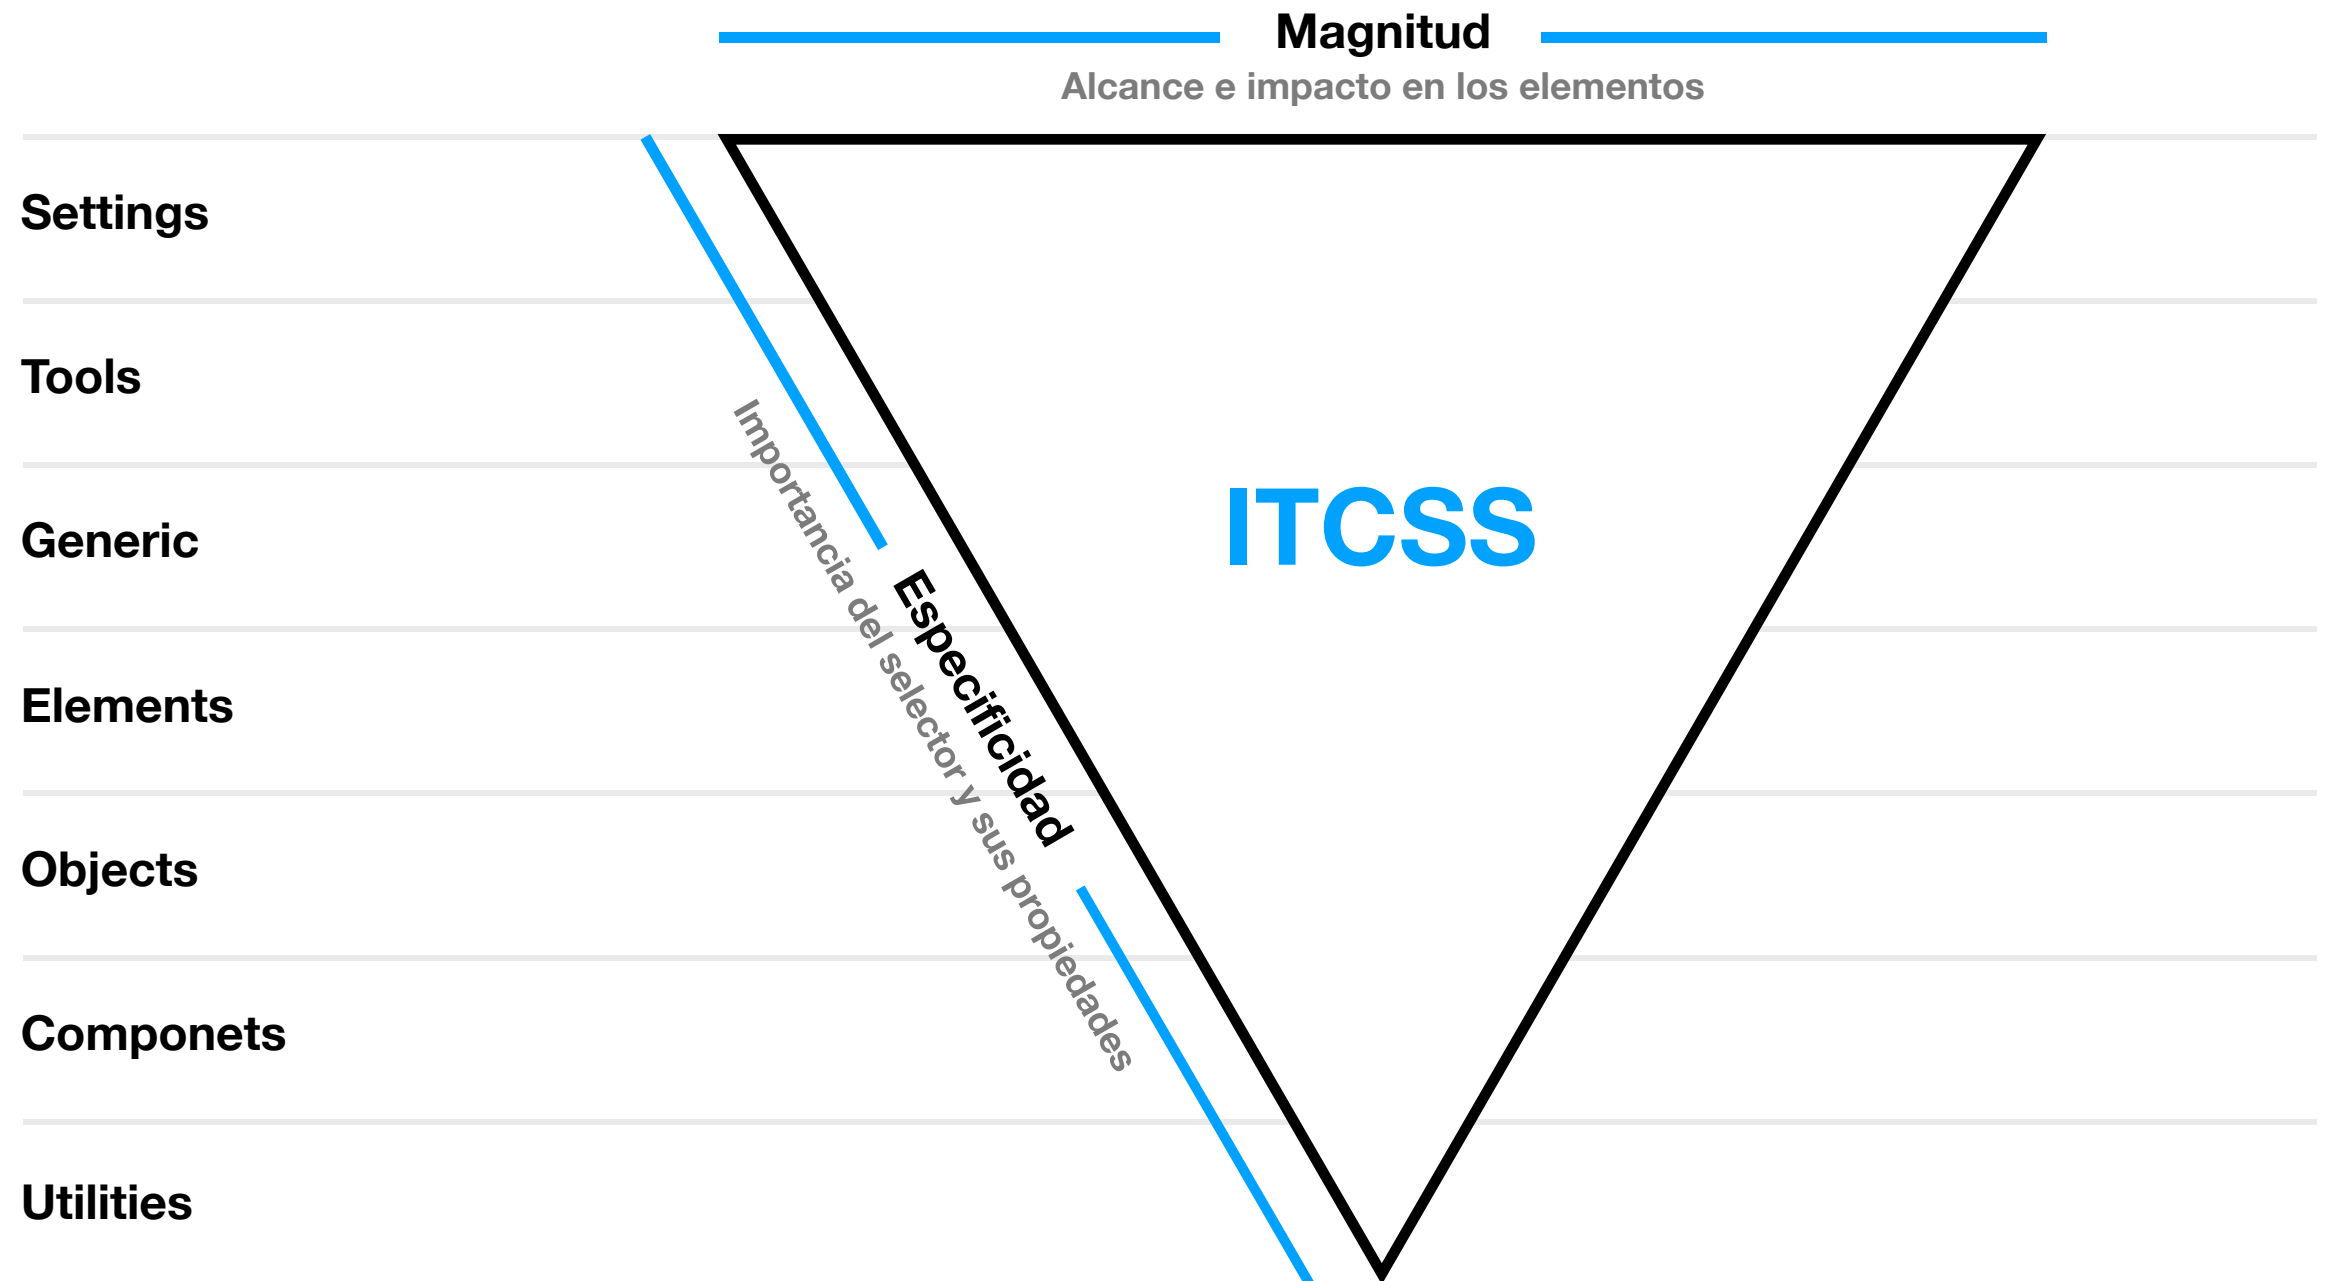 Magnitud
Alcance e impacto en los elementos
Settings
Tools
Generic
Elements
Objects
Componets
Utilities
Importancia del selector y sus propiedades
Especificidad
ITCSS